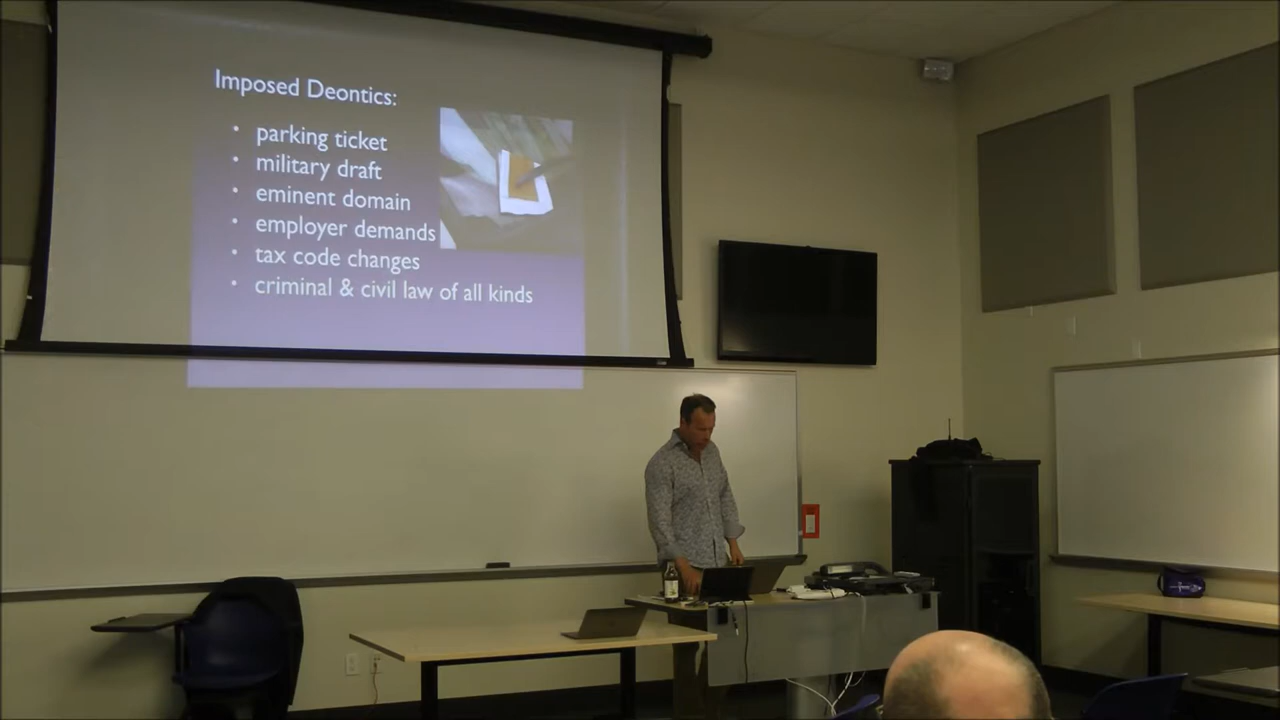 Imposed Deontics:
• parking ticket
• military draft
• eminent domain
• employer demands
• tax code changes
• criminal & civil law of all kinds